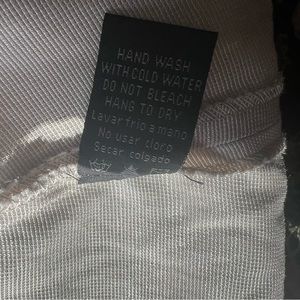 HAND WASH
WITH COLD WATER
DO NOT BLEACH
HANG TO DRY
Lavar frio a mano
No usar cloro
Secar colgado